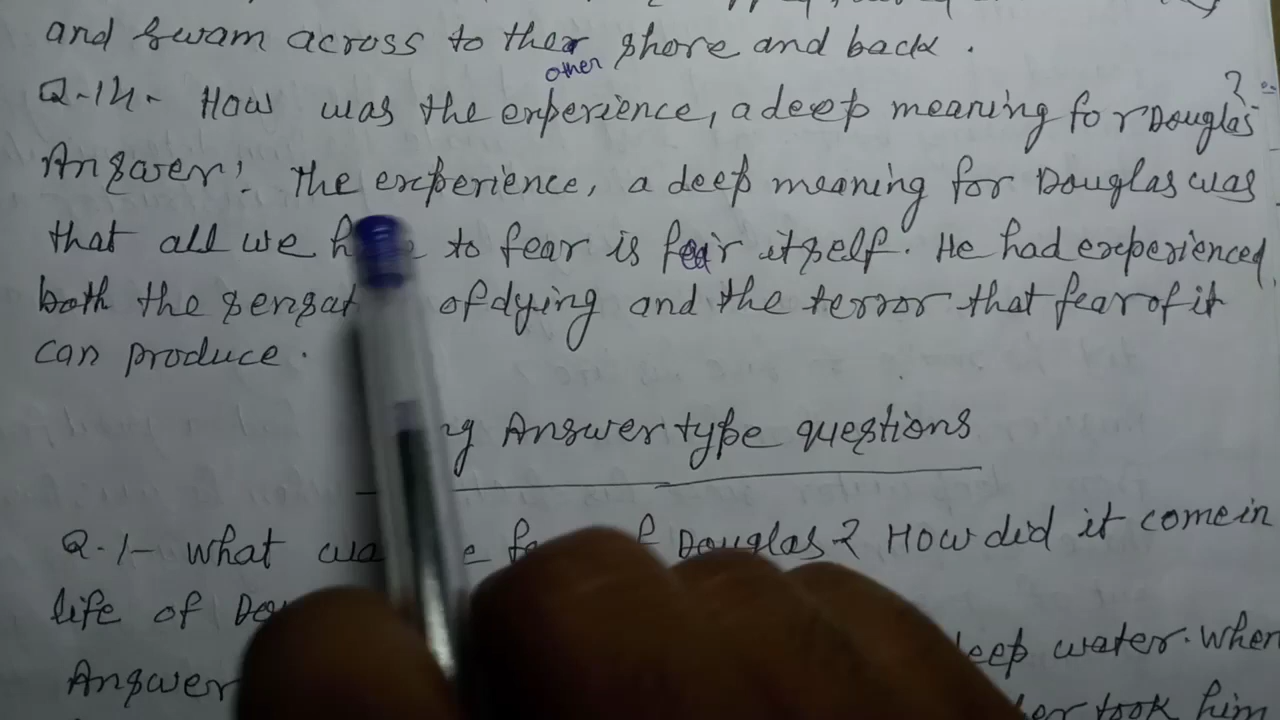 and swam across to the other shore and back.
Q-14- How was the experience, a deep meaning for Douglas?
Answer: The experience, a deep meaning for Douglas was
that all we to fear is fear itself. He had experienced
both the of dying and the terror that fear of it
can produce.
Answer type questions
Q.1- What Douglas? How did it come in
life of
deep water. When
Answer
took him